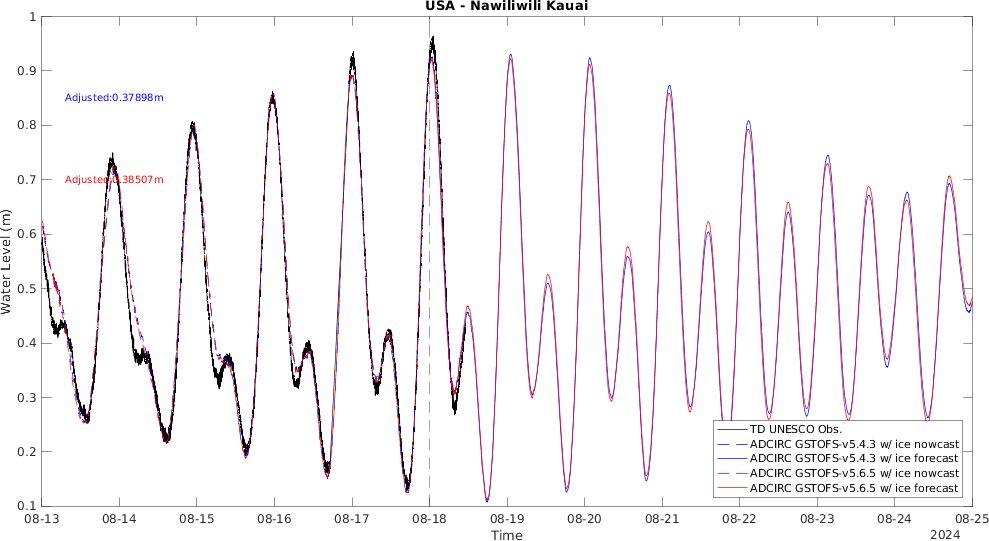 USA - Nawiliwili Kauai
Water Level (m)
1
0.9
0.8
0.7
0.6
0.5
0.4
0.3
0.2
0.1
Adjusted:0.37898m
Adjusted:0.38507m
TD UNESCO Obs.
ADCIRC GSTOFS-v5.4.3 w/ ice nowcast
ADCIRC GSTOFS-v5.4.3 w/ ice forecast
ADCIRC GSTOFS-v5.6.5 w/ ice nowcast
ADCIRC GSTOFS-v5.6.5 w/ ice forecast
08-13 08-14 08-15 08-16 08-17 08-18 08-19 08-20 08-21 08-22 08-23 08-24 08-25
Time
2024